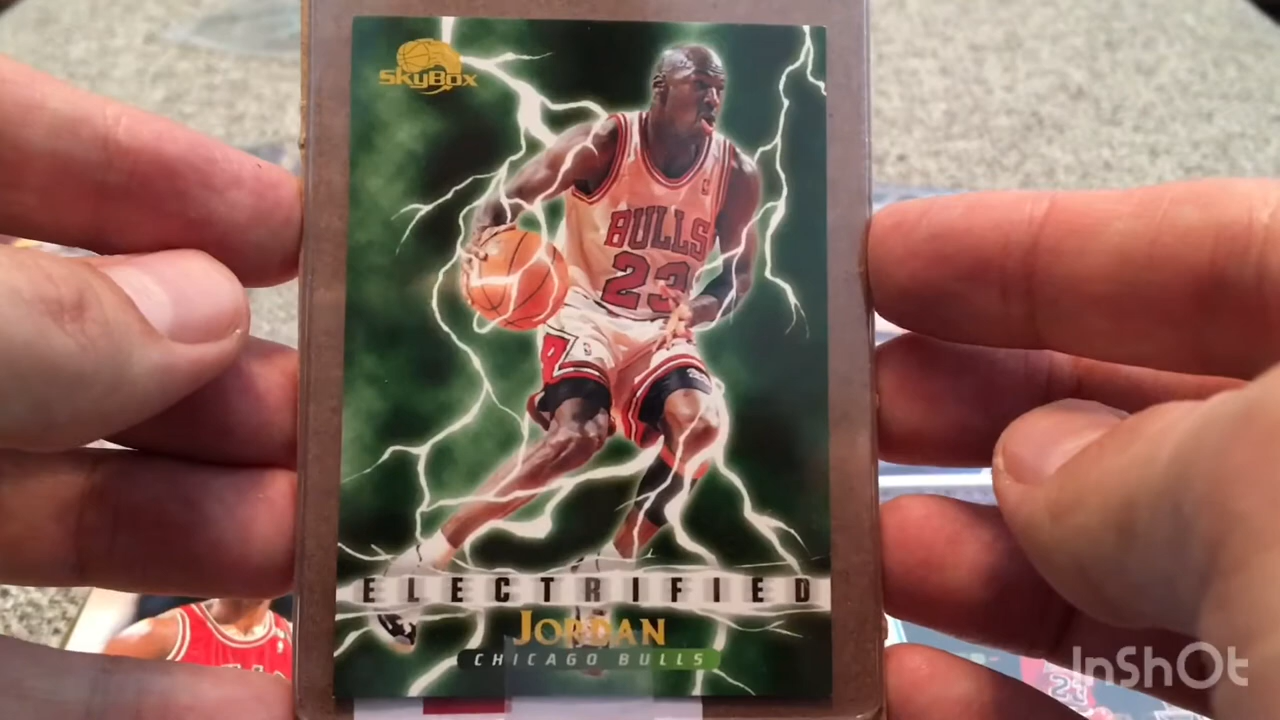 SkyBox
BULLS
23
ELECTRIFIED
JORDAN
CHICAGO BULLS
InShOt